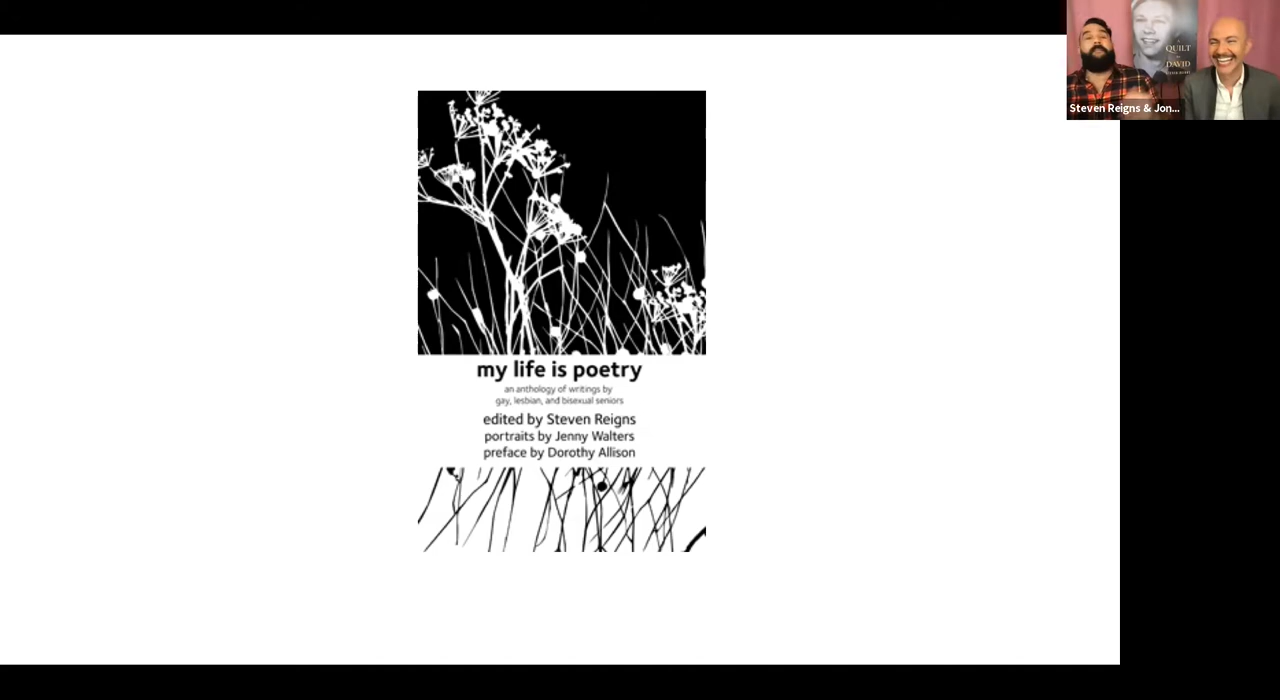 A
QUILT
DAVID
Steven Reigns & Jon...
my life is poetry
an anthology of writings by
gay, lesbian, and bisexual seniors
edited by Steven Reigns
portraits by Jenny Walters
preface by Dorothy Allison